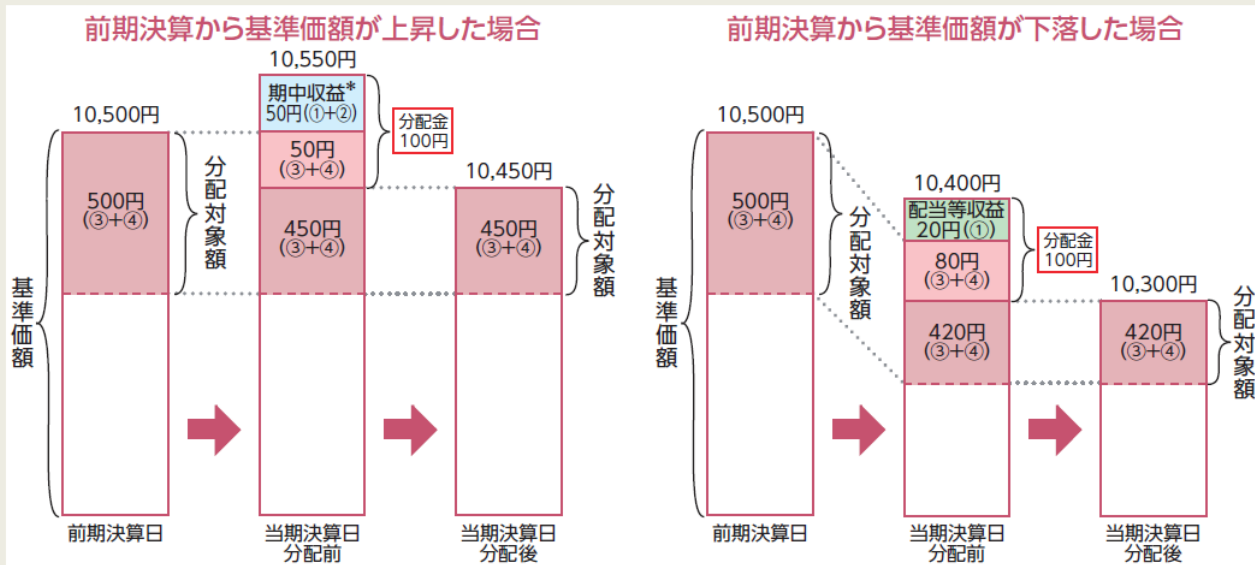 前期決算から基準価額が上昇した場合
10,500円
500円
(③+④)
分配対象額
基準価額
前期決算日
10,550円
期中収益*
50円(①+②)
50円
(③+④)
450円
(③+④)
分配金
100円
当期決算日
分配前
10,450円
450円
(③+④)
分配対象額
当期決算日
分配後
前期決算から基準価額が下落した場合
10,500円
500円
(③+④)
分配対象額
基準価額
前期決算日
10,400円
配当等収益
20円(①)
80円
(③+④)
420円
(③+④)
分配金
100円
当期決算日
分配前
10,300円
420円
(③+④)
分配対象額
当期決算日
分配後